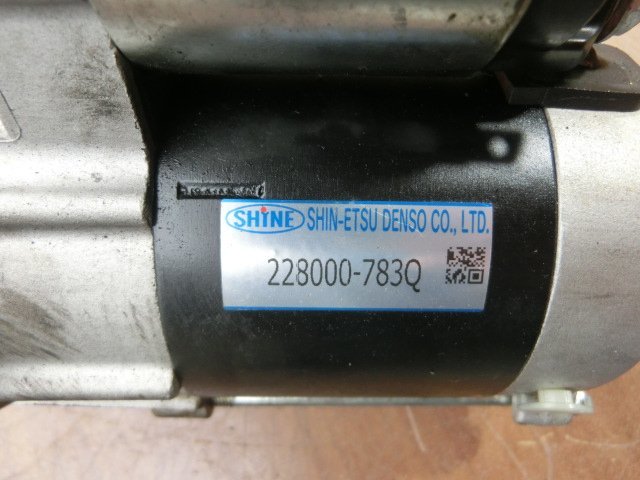 SHiNE SHIN-ETSU DENSO CO., LTD.
228000-783Q